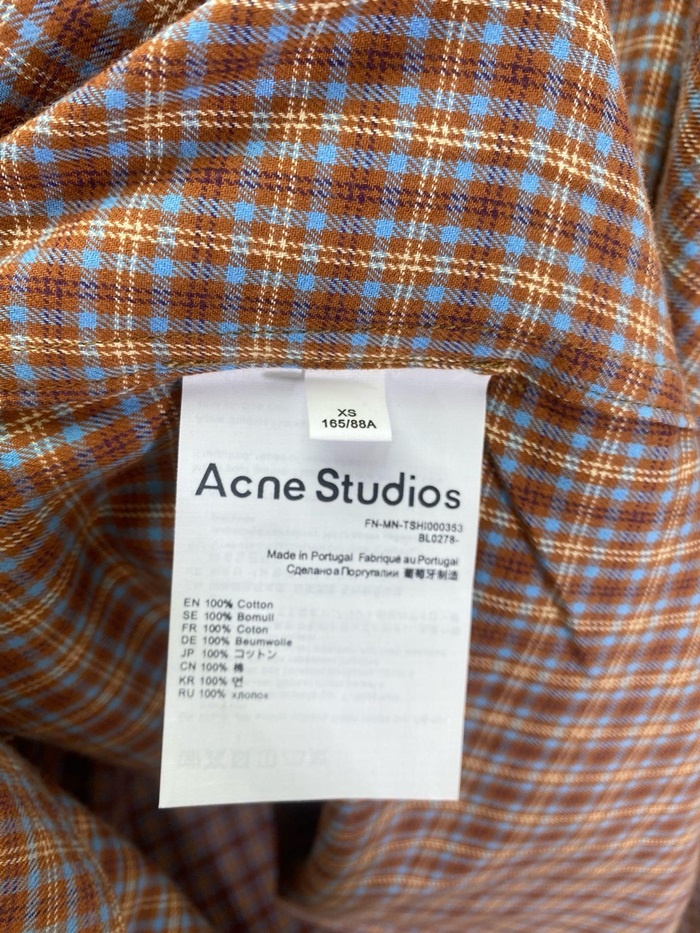 XS
165/88A
Acne Studios
FN-MN-TSHI000353
BL0278-
Made in Portugal Fabriqué au Portugal
Сделано в Португалии 葡萄牙制造
EN 100% Cotton
SE 100% Bomull
FR 100% Coton
DE 100% Beumwolle
JP 100% コットン
CN 100% 棉
KR 100% 면
RU 100% хлопок